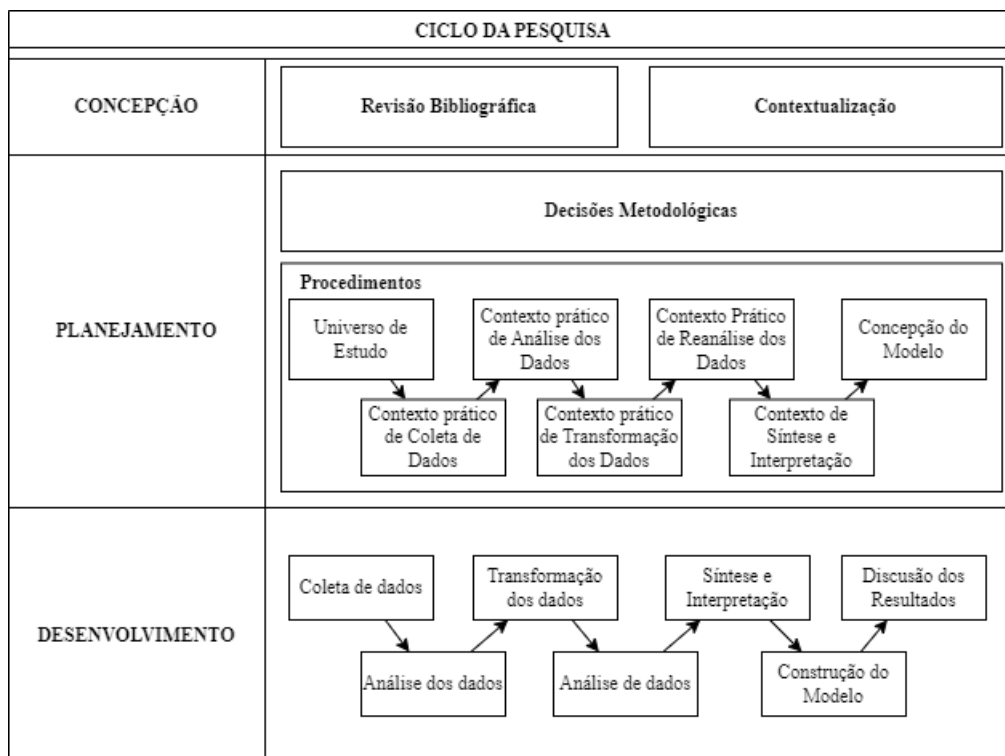 CICLO DA PESQUISA
CONCEPÇÃO
Revisão Bibliográfica
Contextualização
PLANEJAMENTO
Decisões Metodológicas
Procedimentos
Universo de
Estudo
Contexto prático
de Coleta de
Dados
Contexto prático
de Análise dos
Dados
Contexto prático
de Transformação
dos Dados
Contexto Prático
de Reanálise dos
Dados
Contexto de
Síntese e
Interpretação
Concepção do
Modelo
DESENVOLVIMENTO
Coleta de dados
Análise dos dados
Transformação
dos dados
Análise de dados
Síntese e
Interpretação
Construção do
Modelo
Discusão dos
Resultados